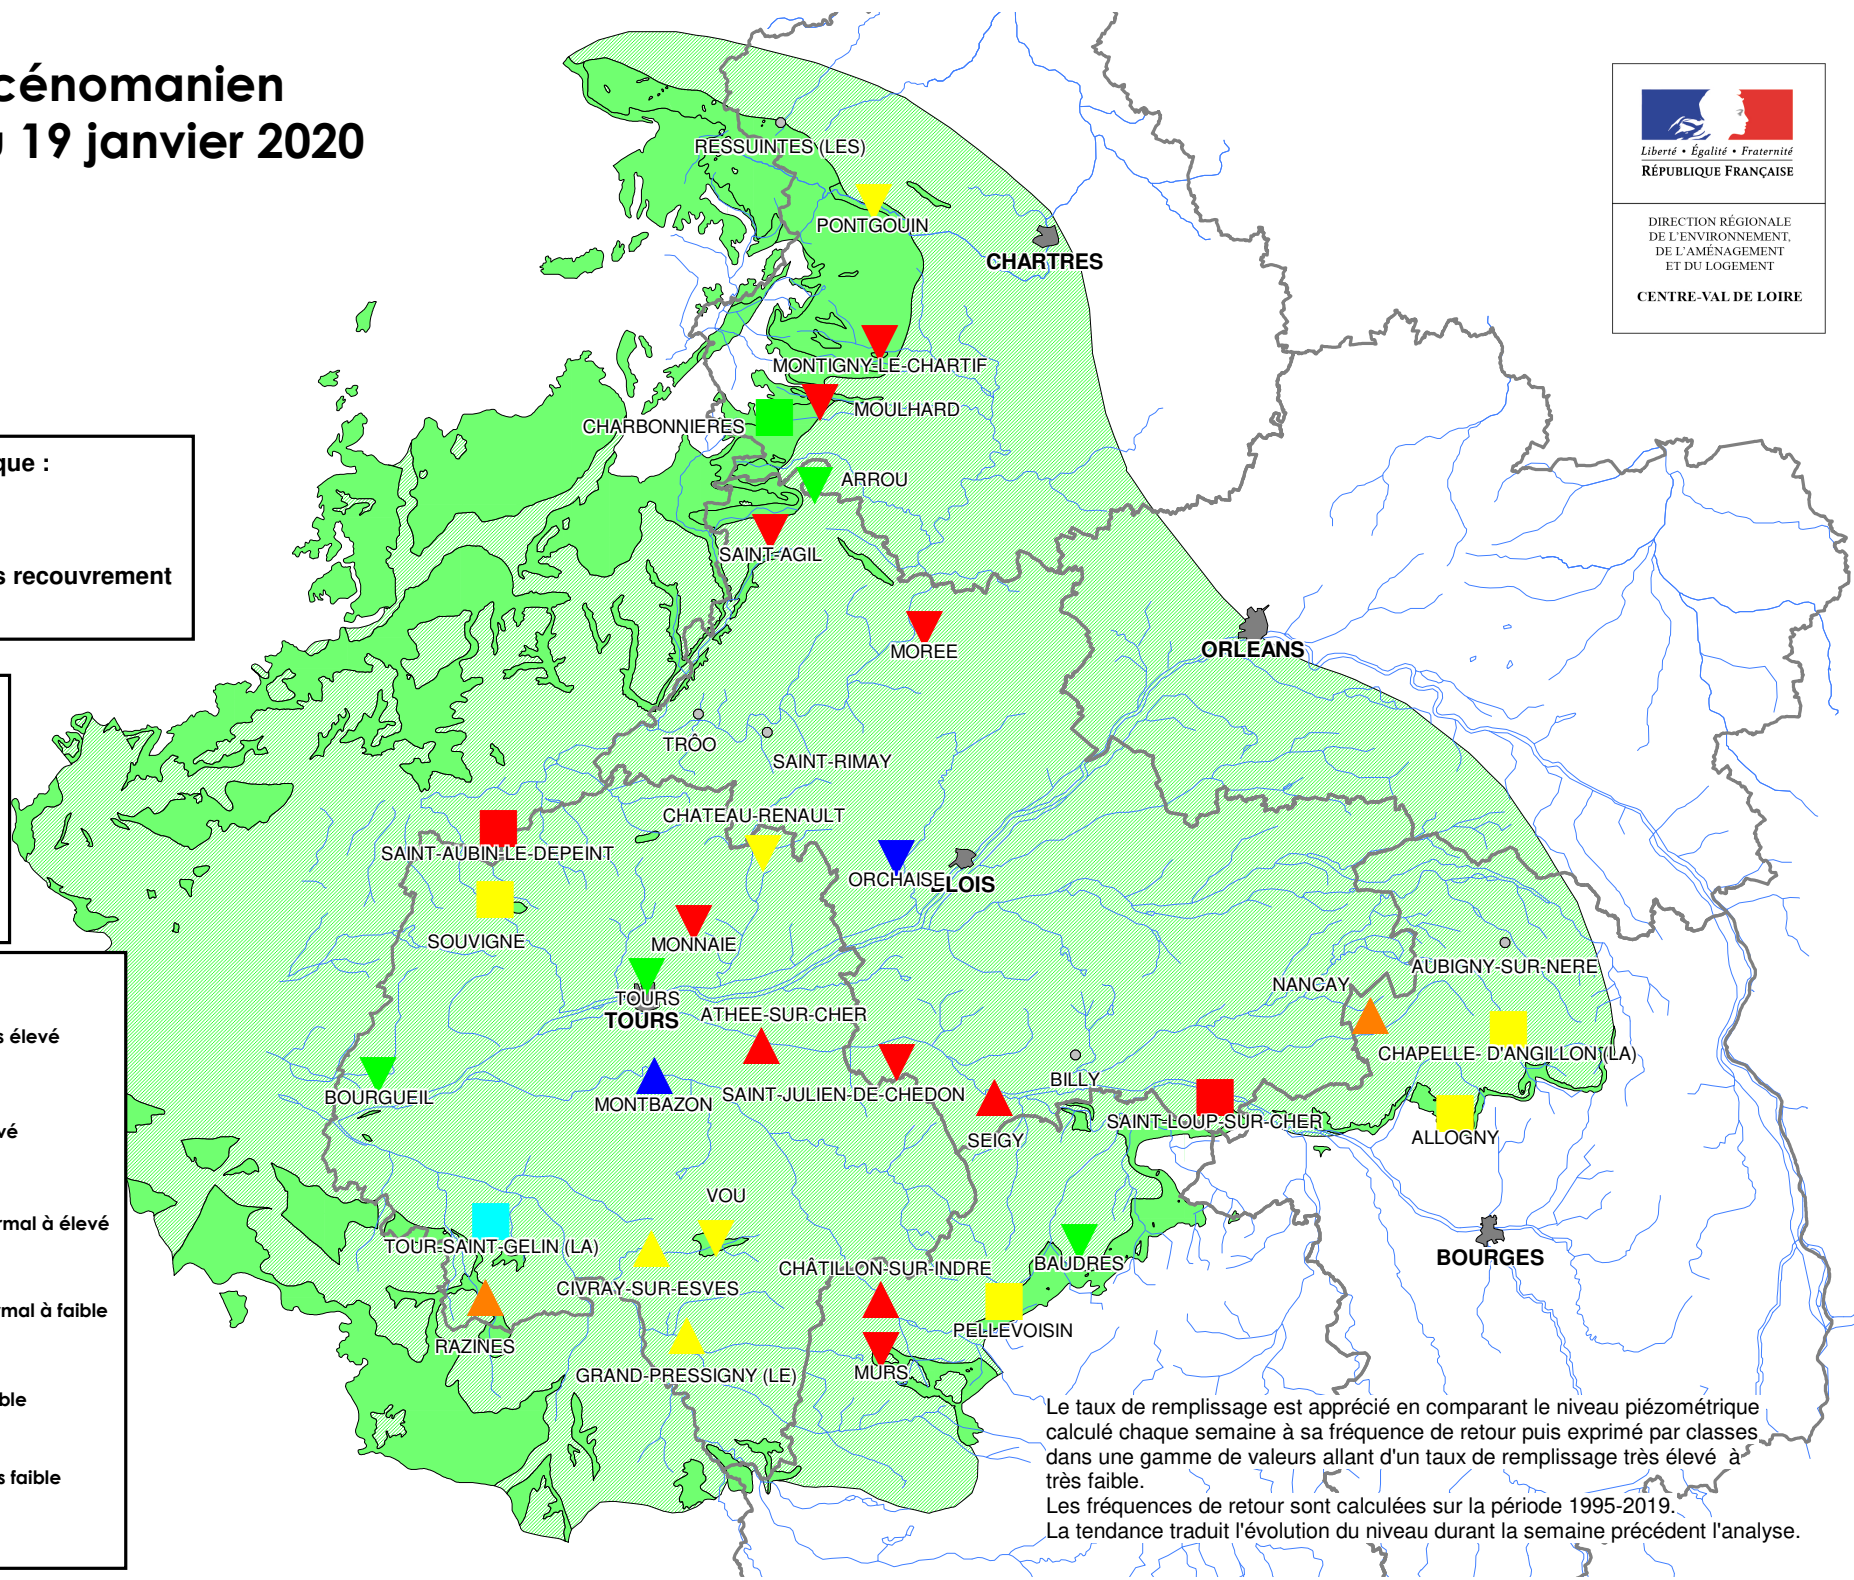 cénomanien
19 janvier 2020
Liberté • Égalité • Fraternité
RÉPUBLIQUE FRANÇAISE
DIRECTION RÉGIONALE
DE L'ENVIRONNEMENT,
DE L'AMÉNAGEMENT
ET DU LOGEMENT
CENTRE-VAL DE LOIRE
RESSUINTES (LES)
PONTGOUIN
CHARTRES
MONTIGNY-LE-CHARTIF
MOULHARD
CHARBONNIERES
que :
ARROU
SAINT-AGIL
s recouvrement
MOREE
ORLEANS
TRÔO
SAINT-RIMAY
CHATEAU-RENAULT
SAINT-AUBIN-LE-DEPEINT
ORCHAISE
BLOIS
SOUVIGNE
MONNAIE
AUBIGNY-SUR-NERE
NANCAY
TOURS
TOURS
ATHEE-SUR-CHER
s élevé
CHAPELLE- D'ANGILLON (LA)
BILLY
BOURGUEIL
MONTBAZON
SAINT-JULIEN-DE-CHEDON
SAINT-LOUP-SUR-CHER
vé
SEIGY
ALLOGNY
VOU
rmal à élevé
TOUR-SAINT-GELIN (LA)
BOURGES
CHÂTILLON-SUR-INDRE
BAUDRES
CIVRAY-SUR-ESVES
rmal à faible
PELLEVOISIN
RAZINES
GRAND-PRESSIGNY (LE)
MURS
ble
s faible
Le taux de remplissage est apprécié en comparant le niveau piézométrique
calculé chaque semaine à sa fréquence de retour puis exprimé par classes
dans une gamme de valeurs allant d'un taux de remplissage très élevé à
très faible.
Les fréquences de retour sont calculées sur la période 1995-2019.
La tendance traduit l'évolution du niveau durant la semaine précédent l'analyse.